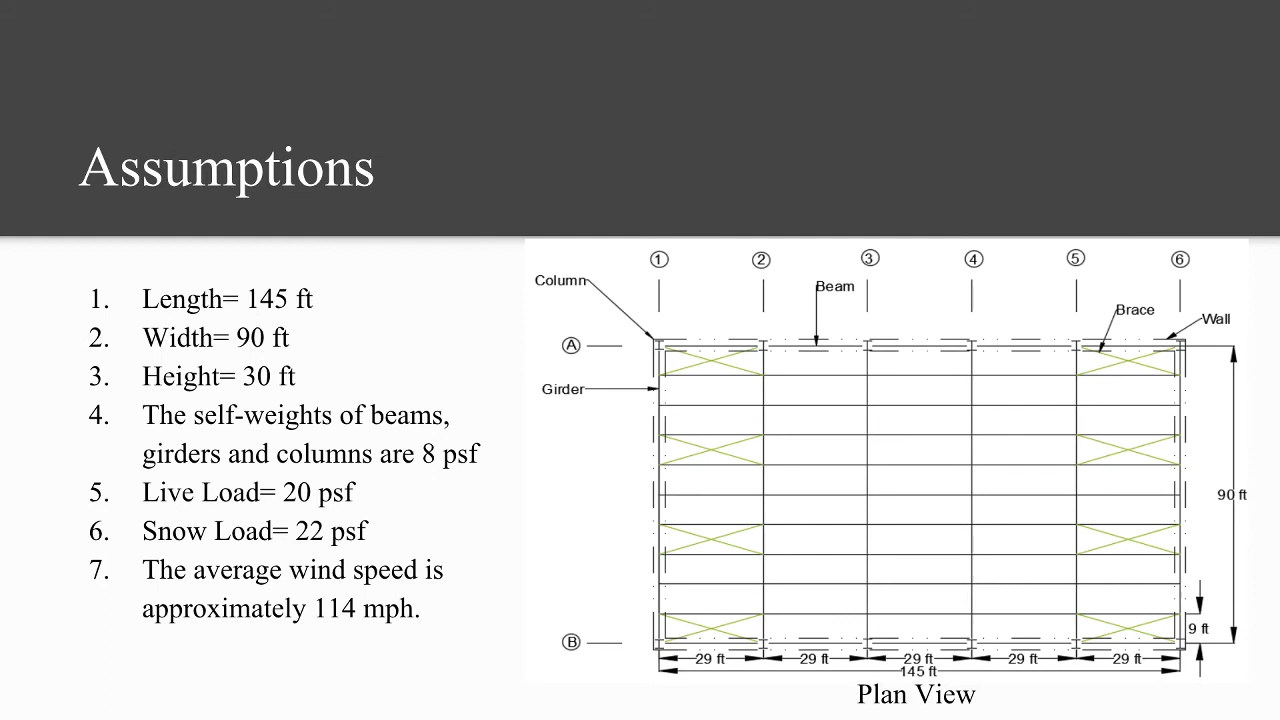 Assumptions
1. Length= 145 ft
2. Width= 90 ft
3. Height= 30 ft
4. The self-weights of beams,
girders and columns are 8 psf
5. Live Load= 20 psf
6. Snow Load= 22 psf
7. The average wind speed is
approximately 114 mph.
1 2 3 4 5 6
Column
Beam
Brace
Wall
A
Girder
90 ft
9 ft
B
29 ft 29 ft 29 ft 29 ft 29 ft
145 ft
Plan View